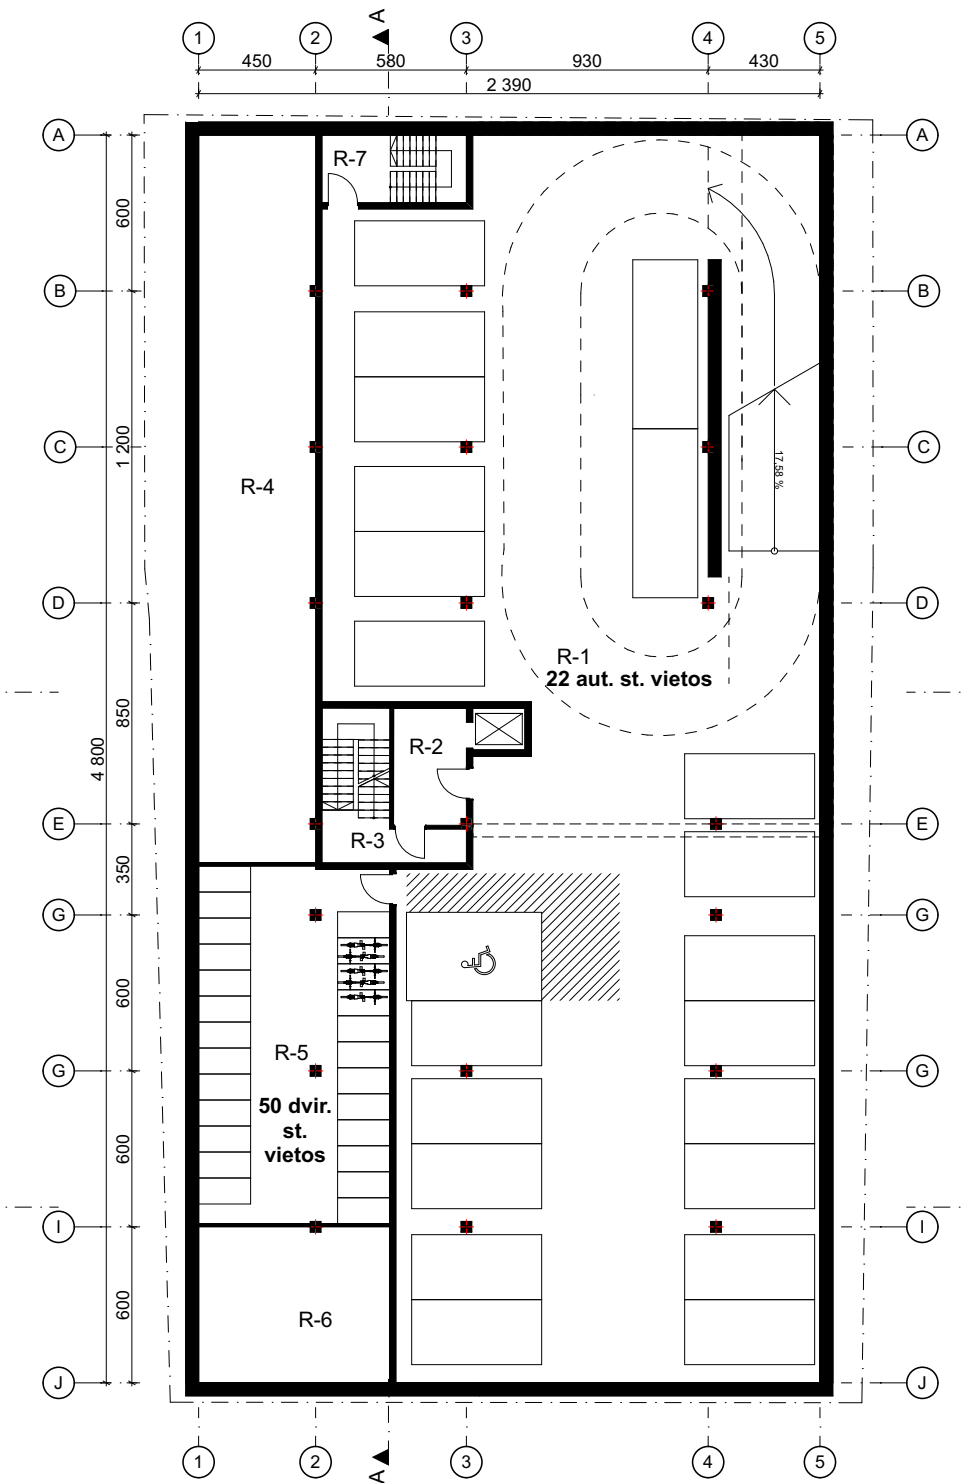 A
1 2 3 4 5
450 580 930 430
2 390
A A
R-7
600
B B
1 200
C C
17,58 %
R-4
D D
R-1
22 aut. st. vietos
850
R-2
4 800
E E
R-3
350
G G
600
R-5
G G
50 dvir.
st.
vietos
600
I I
600
R-6
J J
1 2 3 4 5
A